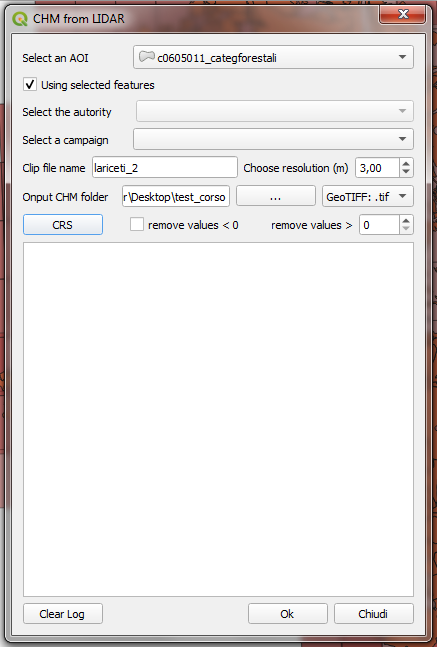 CHM from LIDAR
Select an AOI c0605011_categforestali
Using selected features
Select the autority
Select a campaign
Clip file name lariceti_2 Choose resolution (m) 3,00
Onput CHM folder r\Desktop\test_corso ... GeoTIFF: .tif
CRS remove values < 0 remove values > 0
Clear Log Ok Chiudi